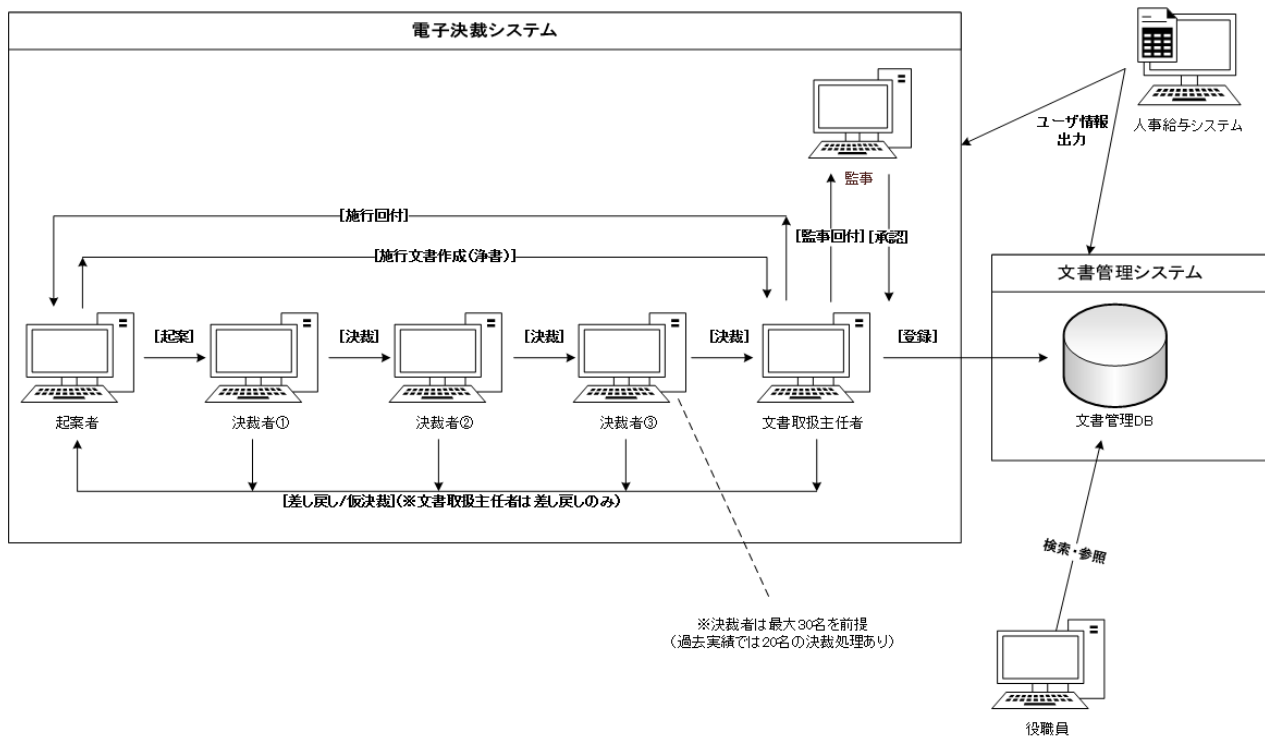 電子決裁システム
人事給与システム
ユーザ情報
出力
監事
[施行回付]
[監事回付]
[承認]
[施行文書作成(浄書)]
文書管理システム
[起案]
[決裁]
[決裁]
[決裁]
[登録]
起案者
決裁者①
決裁者②
決裁者③
文書取扱主任者
文書管理DB
[差し戻し/仮決裁](※文書取扱主任者は差し戻しのみ)
検索・参照
※決裁者は最大30名を前提
(過去実績では20名の決裁処理あり)
役職員